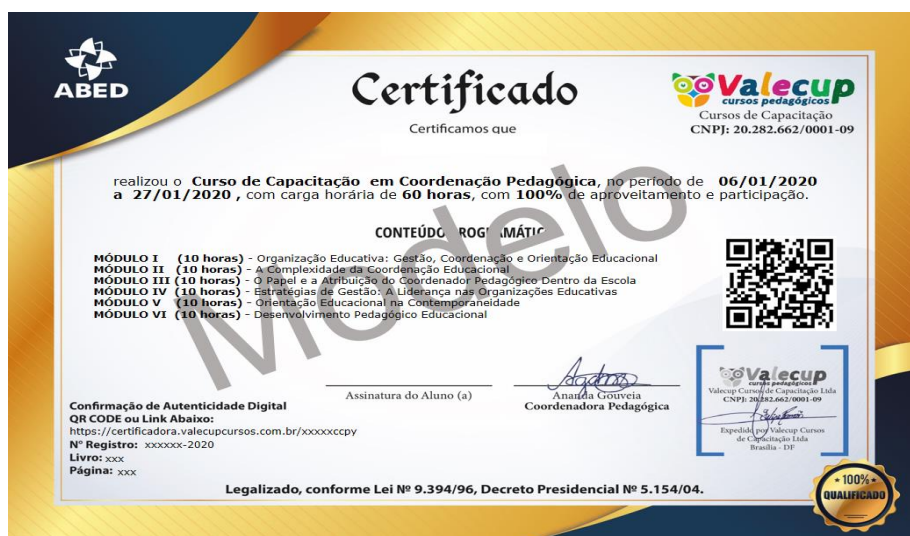 ABED
Certificado
Certificamos que
Valecup
cursos pedagógicos
Cursos de Capacitação
CNPJ: 20.282.662/0001-09
realizou o Curso de Capacitação em Coordenação Pedagógica, no período de 06/01/2020
a 27/01/2020 , com carga horária de 60 horas, com 100% de aproveitamento e participação.
Modelo
CONTEÚDO PROGRAMÁTIC
MÓDULO I (10 horas) - Organização Educativa: Gestão, Coordenação e Orientação Educacional
MÓDULO II (10 horas) - A Complexidade da Coordenação Educacional
MÓDULO III (10 horas) - O Papel e a Atribuição do Coordenador Pedagógico Dentro da Escola
MÓDULO IV (10 horas) - Estratégias de Gestão: A Liderança nas Organizações Educativas
MÓDULO V (10 horas) - Orientação Educacional na Contemporaneidade
MÓDULO VI (10 horas) - Desenvolvimento Pedagógico Educacional
Assinatura do Aluno (a)
Ananda Gouveia
Coordenadora Pedagógica
Valecup
cursos pedagógicos
Valecup Cursos de Capacitação Ltda
CNPJ: 20.282.662/0001-09
Expedido por Valecup Cursos
de Capacitação Ltda
Brasília - DF
Confirmação de Autenticidade Digital
QR CODE ou Link Abaixo:
https://certificadora.valecupcursos.com.br/xxxxxccpy
Nº Registro: xxxxxx-2020
Livro: xxx
Página: xxx
Legalizado, conforme Lei Nº 9.394/96, Decreto Presidencial Nº 5.154/04.
100%
QUALIFICADO